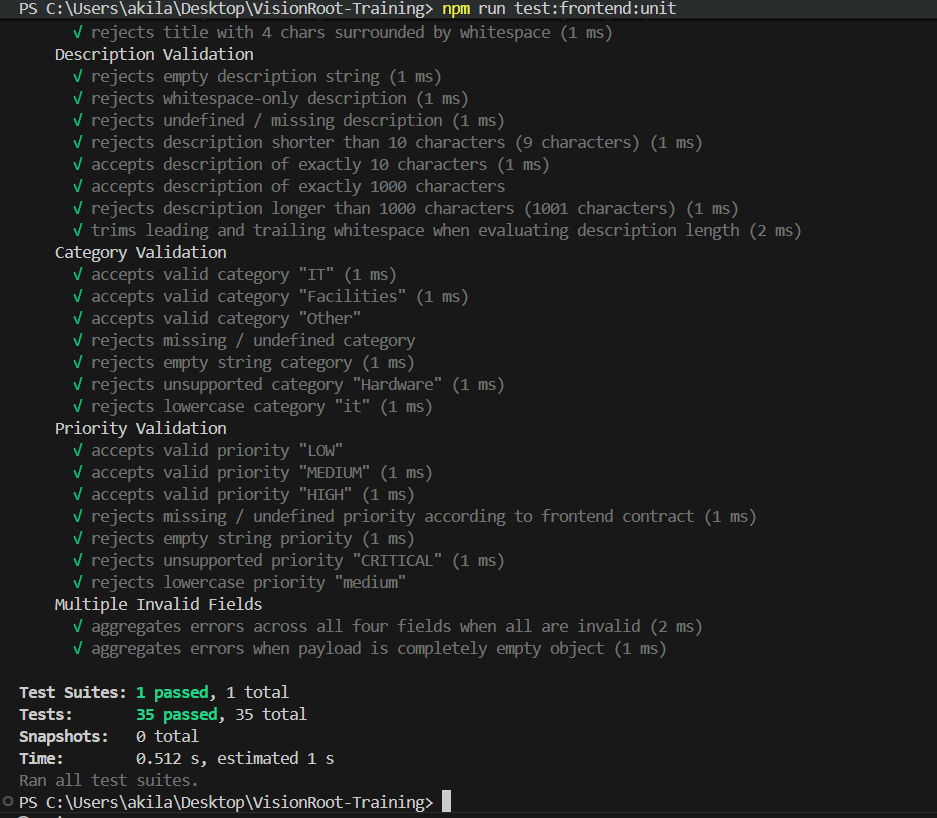 PS C:\Users\akila\Desktop\VisionRoot-Training> npm run test:frontend:unit
√ rejects title with 4 chars surrounded by whitespace (1 ms)
Description Validation
√ rejects empty description string (1 ms)
√ rejects whitespace-only description (1 ms)
√ rejects undefined / missing description (1 ms)
√ rejects description shorter than 10 characters (9 characters) (1 ms)
√ accepts description of exactly 10 characters (1 ms)
√ accepts description of exactly 1000 characters
√ rejects description longer than 1000 characters (1001 characters) (1 ms)
√ trims leading and trailing whitespace when evaluating description length (2 ms)
Category Validation
√ accepts valid category "IT" (1 ms)
√ accepts valid category "Facilities" (1 ms)
√ accepts valid category "Other"
√ rejects missing / undefined category
√ rejects empty string category (1 ms)
√ rejects unsupported category "Hardware" (1 ms)
√ rejects lowercase category "it" (1 ms)
Priority Validation
√ accepts valid priority "LOW"
√ accepts valid priority "MEDIUM" (1 ms)
√ accepts valid priority "HIGH" (1 ms)
√ rejects missing / undefined priority according to frontend contract (1 ms)
√ rejects empty string priority (1 ms)
√ rejects unsupported priority "CRITICAL" (1 ms)
√ rejects lowercase priority "medium"
Multiple Invalid Fields
√ aggregates errors across all four fields when all are invalid (2 ms)
√ aggregates errors when payload is completely empty object (1 ms)
Test Suites: 1 passed, 1 total
Tests: 35 passed, 35 total
Snapshots: 0 total
Time: 0.512 s, estimated 1 s
Ran all test suites.
PS C:\Users\akila\Desktop\VisionRoot-Training>